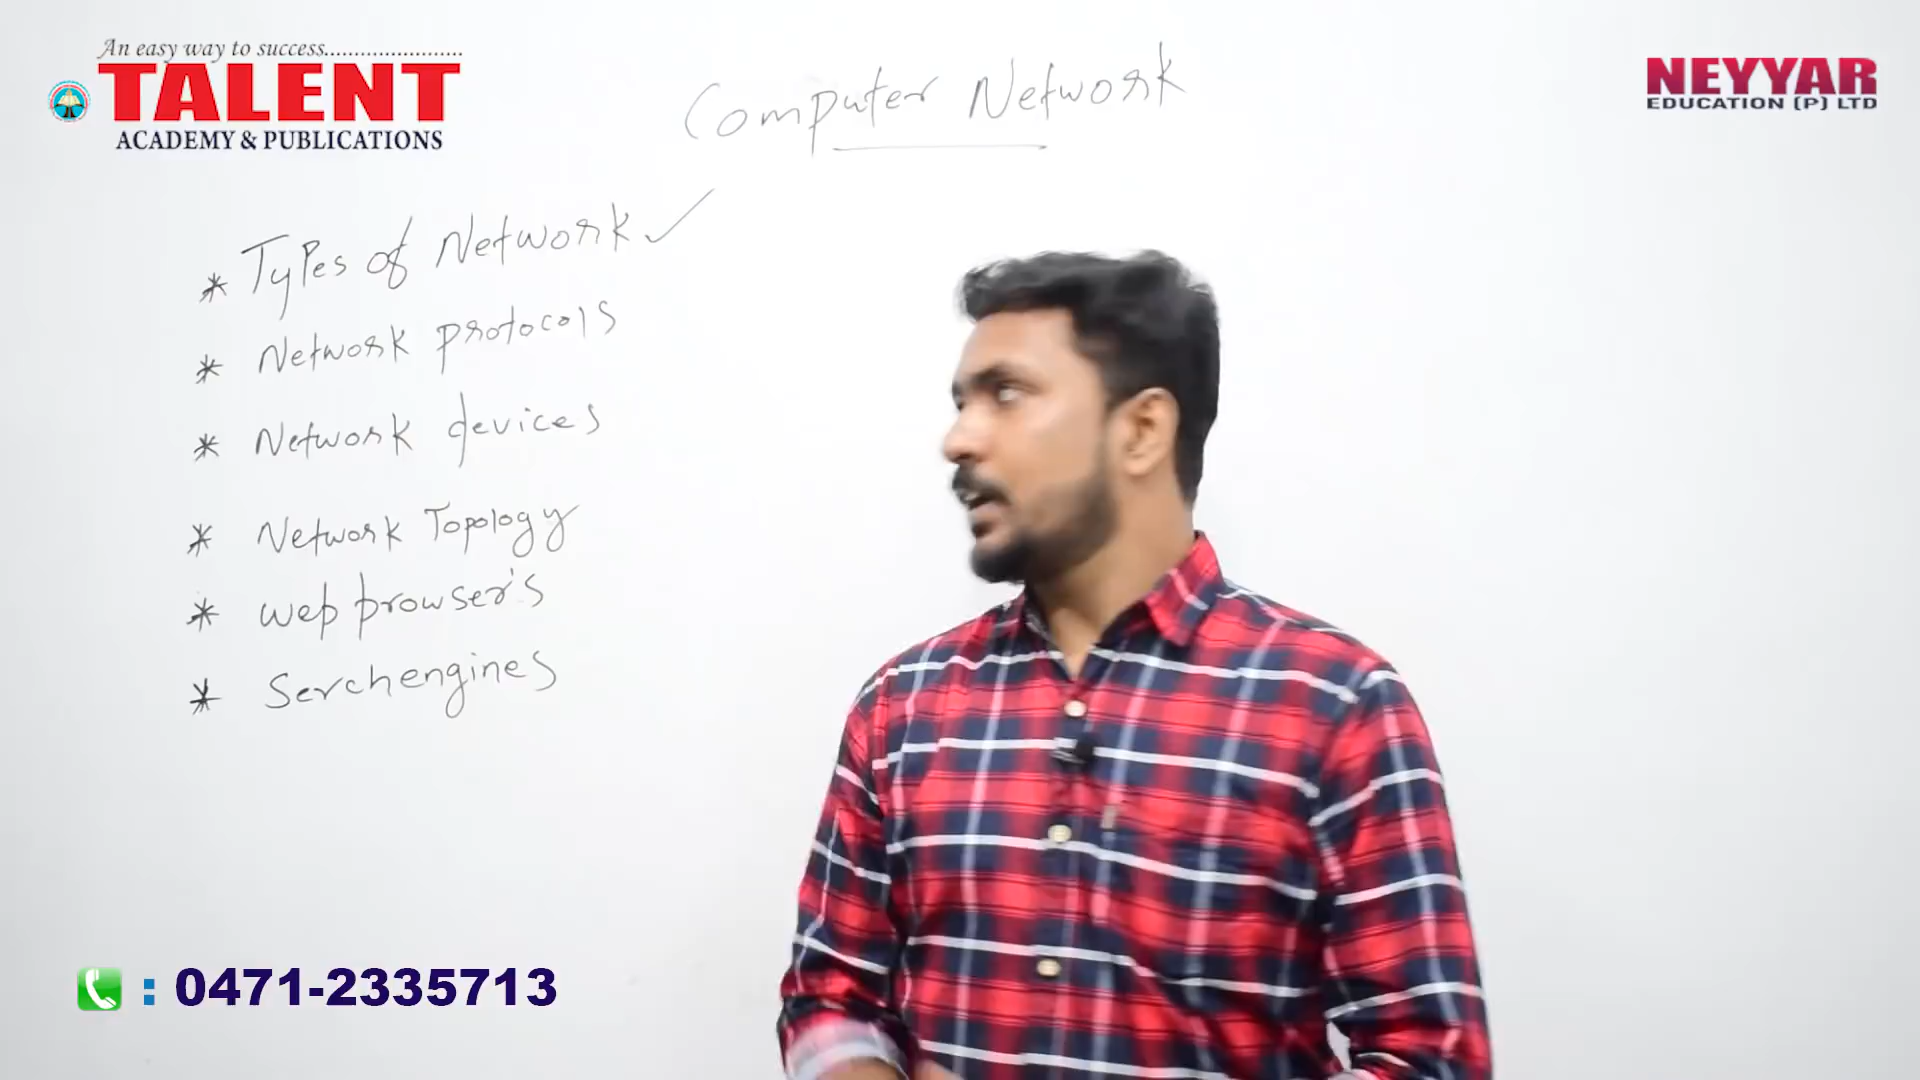 An easy way to success.......................
TALENT
ACADEMY & PUBLICATIONS
NEYYAR
EDUCATION (P) LTD
Computer Network
* Types of Network ✓
* Network protocols
* Network devices
* Network Topology
* web browser's
* Serchengines
: 0471-2335713